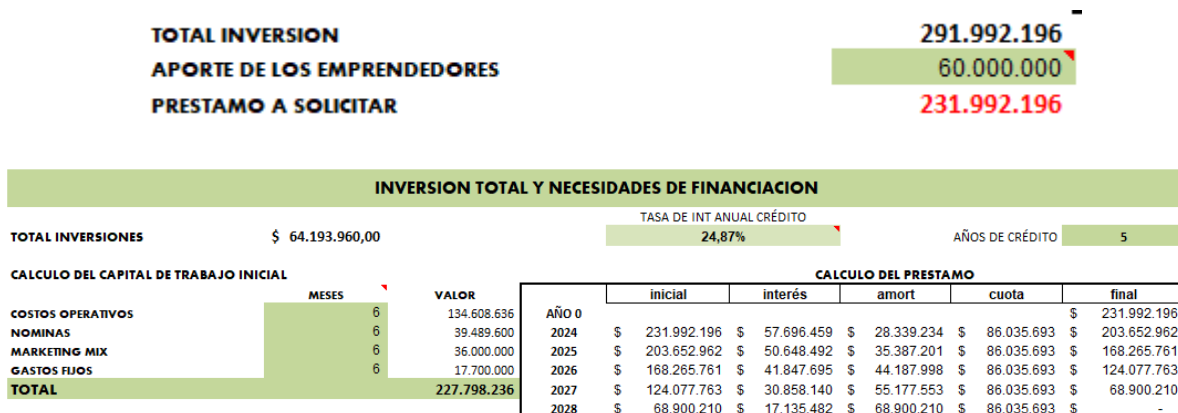 TOTAL INVERSION 291.992.196
APORTE DE LOS EMPRENDEDORES 60.000.000
PRESTAMO A SOLICITAR 231.992.196
INVERSION TOTAL Y NECESIDADES DE FINANCIACION
TASA DE INT ANUAL CRÉDITO
TOTAL INVERSIONES $ 64.193.960,00 24,87% AÑOS DE CRÉDITO 5
CALCULO DEL CAPITAL DE TRABAJO INICIAL CALCULO DEL PRESTAMO
MESES VALOR inicial interés amort cuota final
COSTOS OPERATIVOS 6 134.608.636 AÑO 0 $ 231.992.196
NOMINAS 6 39.489.600 2024 $ 231.992.196 $ 57.696.459 $ 28.339.234 $ 86.035.693 $ 203.652.962
MARKETING MIX 6 36.000.000 2025 $ 203.652.962 $ 50.648.492 $ 35.387.201 $ 86.035.693 $ 168.265.761
GASTOS FIJOS 6 17.700.000 2026 $ 168.265.761 $ 41.847.695 $ 44.187.998 $ 86.035.693 $ 124.077.763
TOTAL 227.798.236 2027 $ 124.077.763 $ 30.858.140 $ 55.177.553 $ 86.035.693 $ 68.900.210
2028 $ 68.900.210 $ 17.135.482 $ 68.900.210 $ 86.035.693 $ -